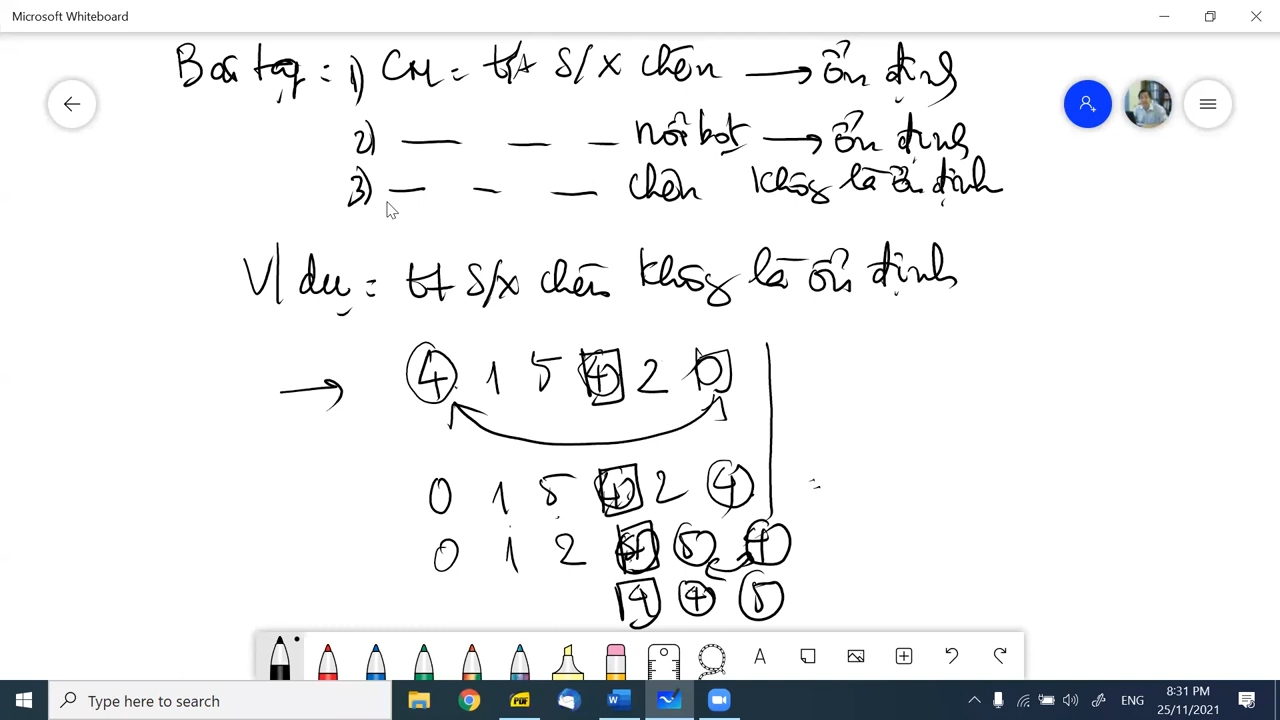 Microsoft Whiteboard
Bài tập = 1) CM = tt S/X chèn → ổn định
2) — — — nổi bọt → ổn định
3) — — — chèn không là ổn định
Ví dụ = tt S/X chèn không là ổn định
→ 4 1 5 4 2 0
0 1 5 4 2 4
0 1 2 4 5 4
4 4 5
A
Type here to search
PDF
ENG
8:31 PM
25/11/2021